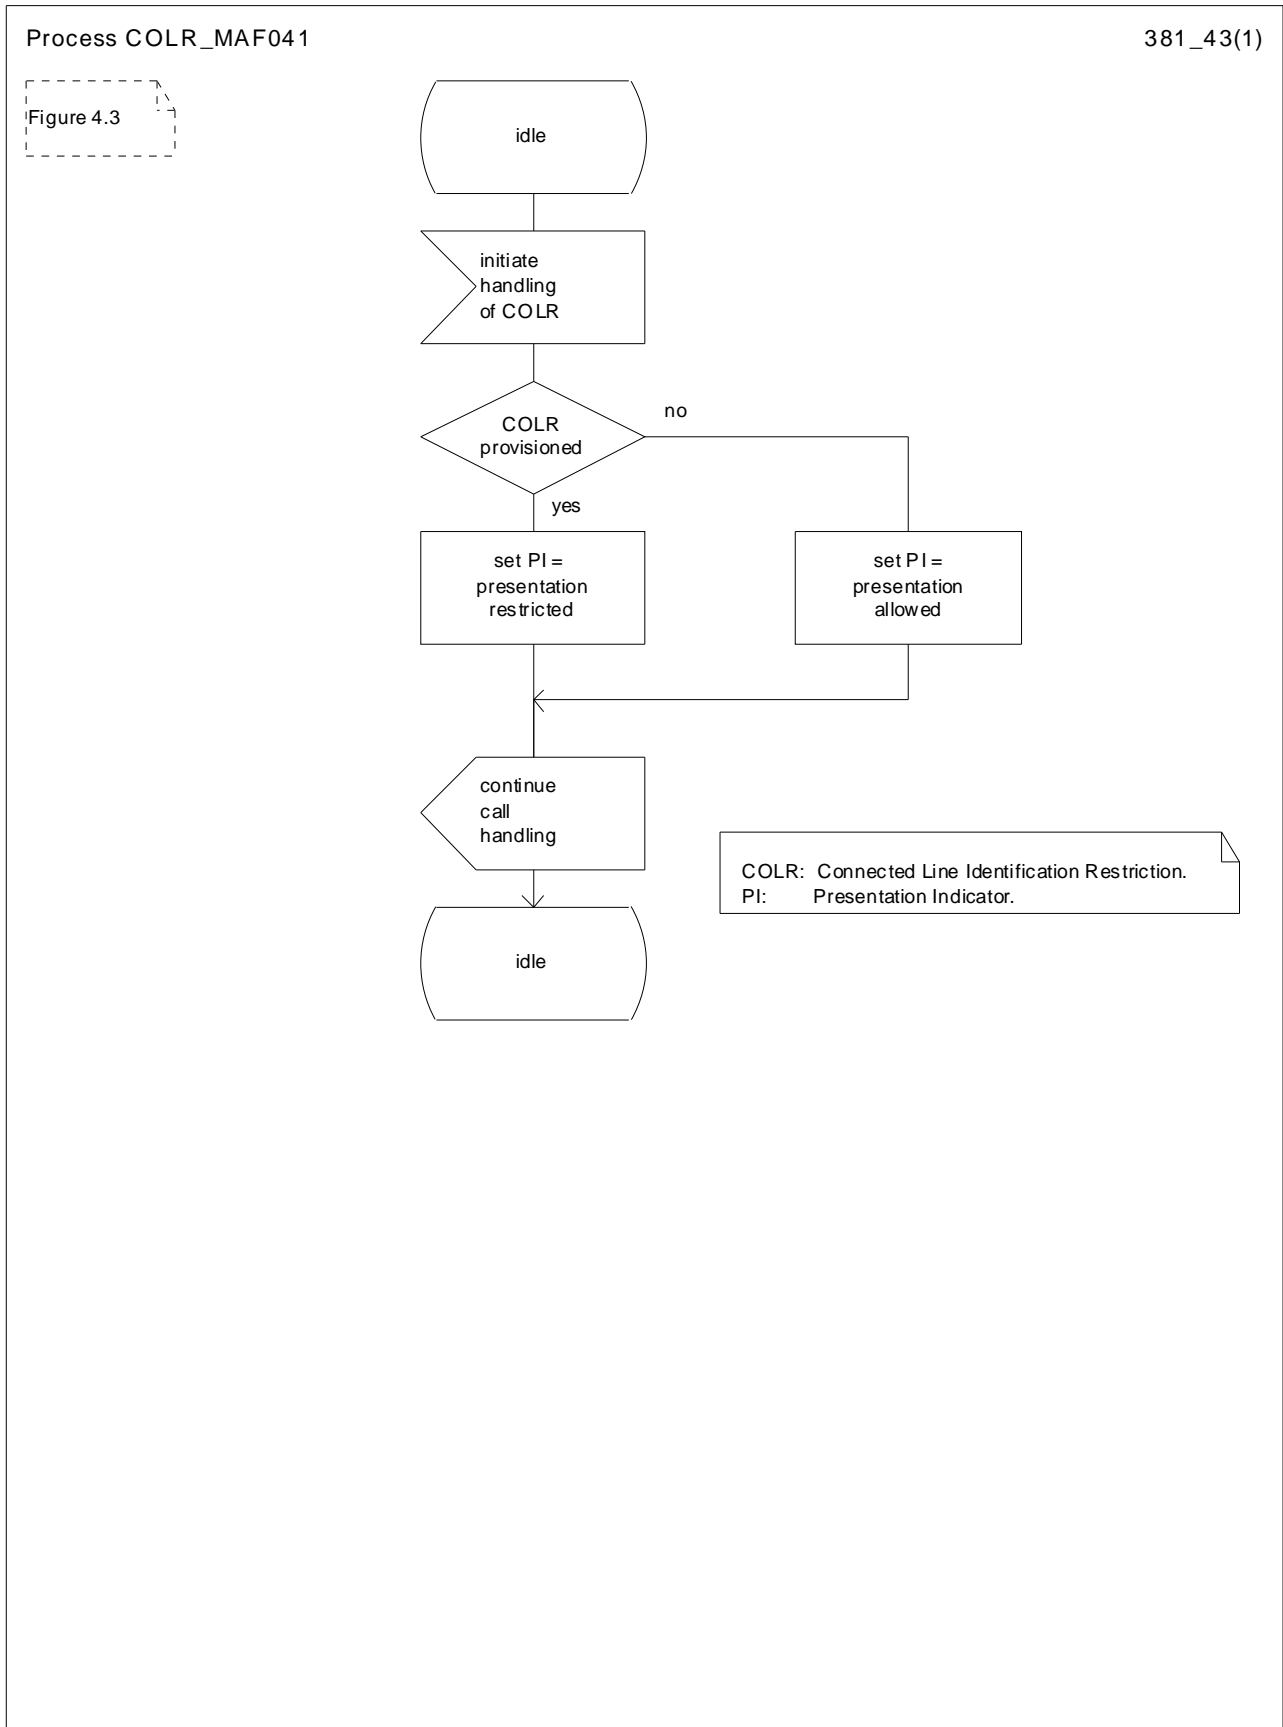 Process COLR_MAF041
381_43(1)
Figure 4.3
idle
initiate
handling
of COLR
COLR
provisioned
no
yes
set PI =
presentation
restricted
set PI =
presentation
allowed
continue
call
handling
COLR: Connected Line Identification Restriction.
PI: Presentation Indicator.
idle